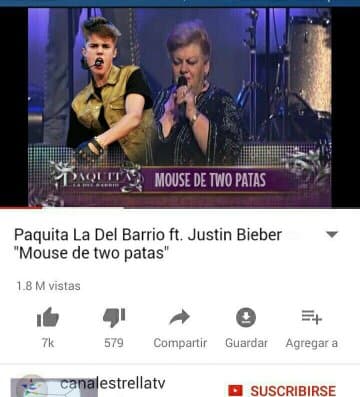 PAQUITA
LA DEL BARRIO
MOUSE DE TWO PATAS
Paquita La Del Barrio ft. Justin Bieber
"Mouse de two patas"
1.8 M vistas
7k
579
Compartir
Guardar
Agregar a
canalestrellatv
SUSCRIBIRSE